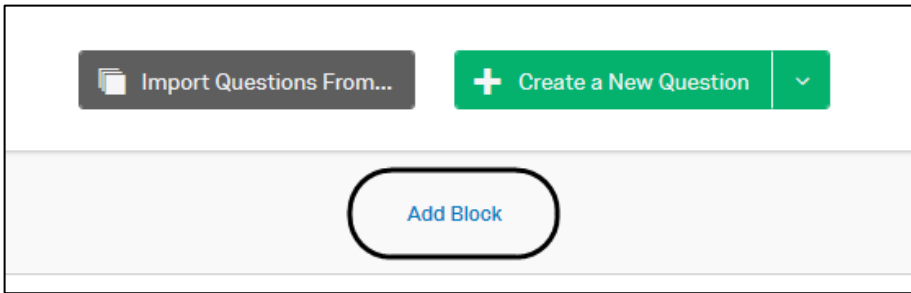 Import Questions From...
Create a New Question
Add Block